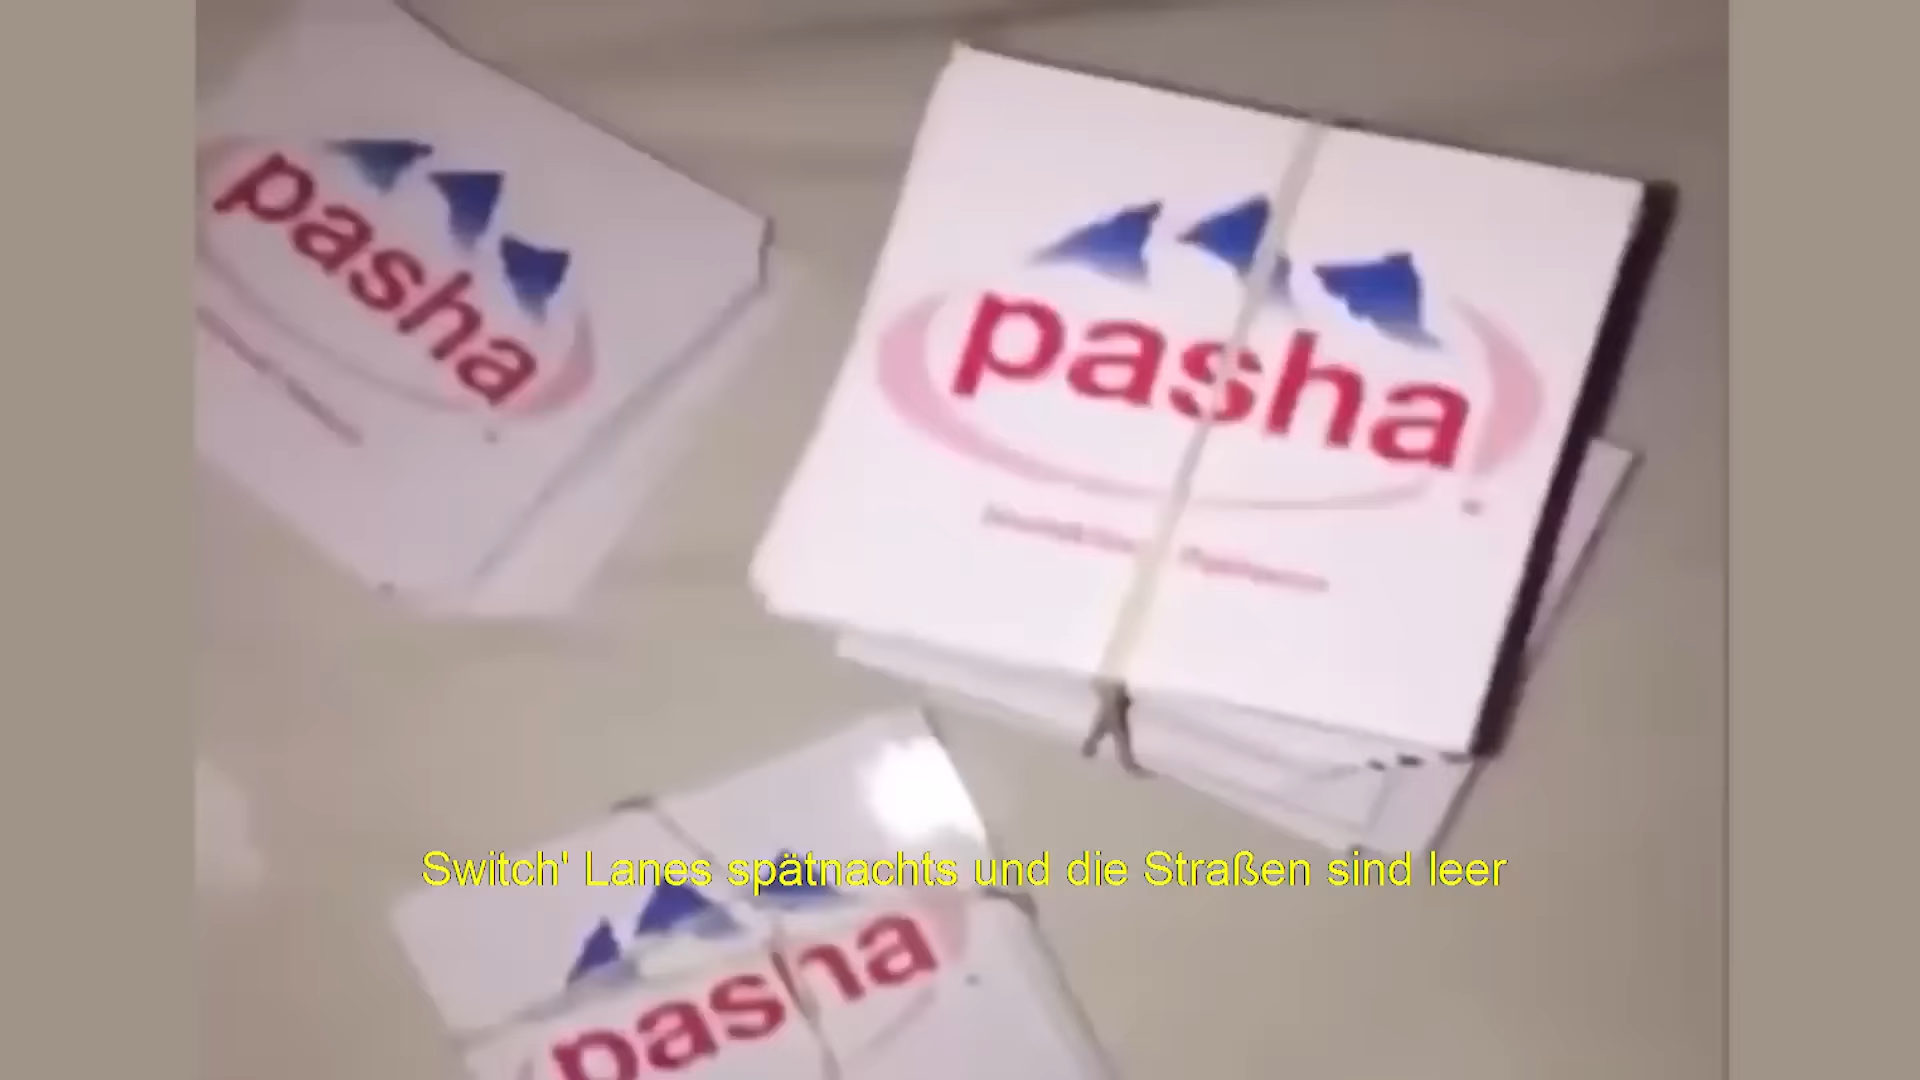 pasha
pasha
Switch' Lanes spätnachts und die Straßen sind leer
pasha